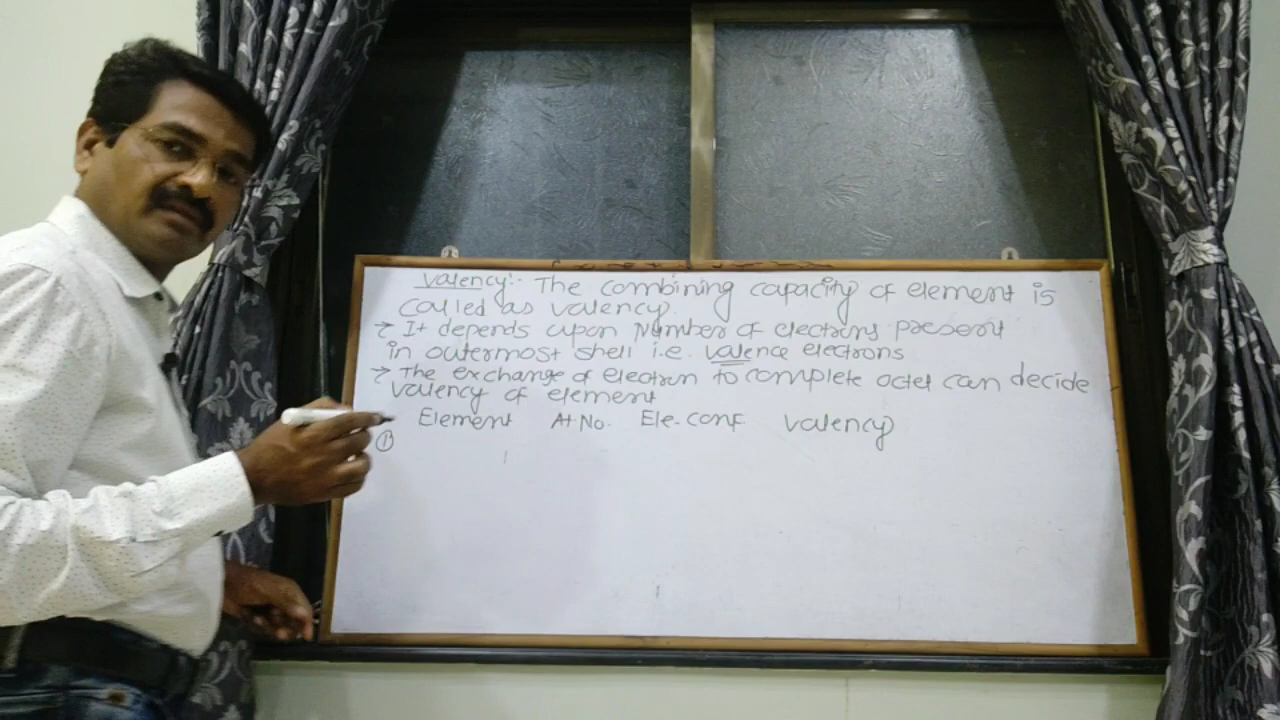 Valency:- The combining capacity of element is
called as valency.
→ It depends upon Number of electrons present
in outermost shell i.e. valence electrons
→ The exchange of electron to complete octet can decide
valency of element
Element At No. Ele. conf Valency
①